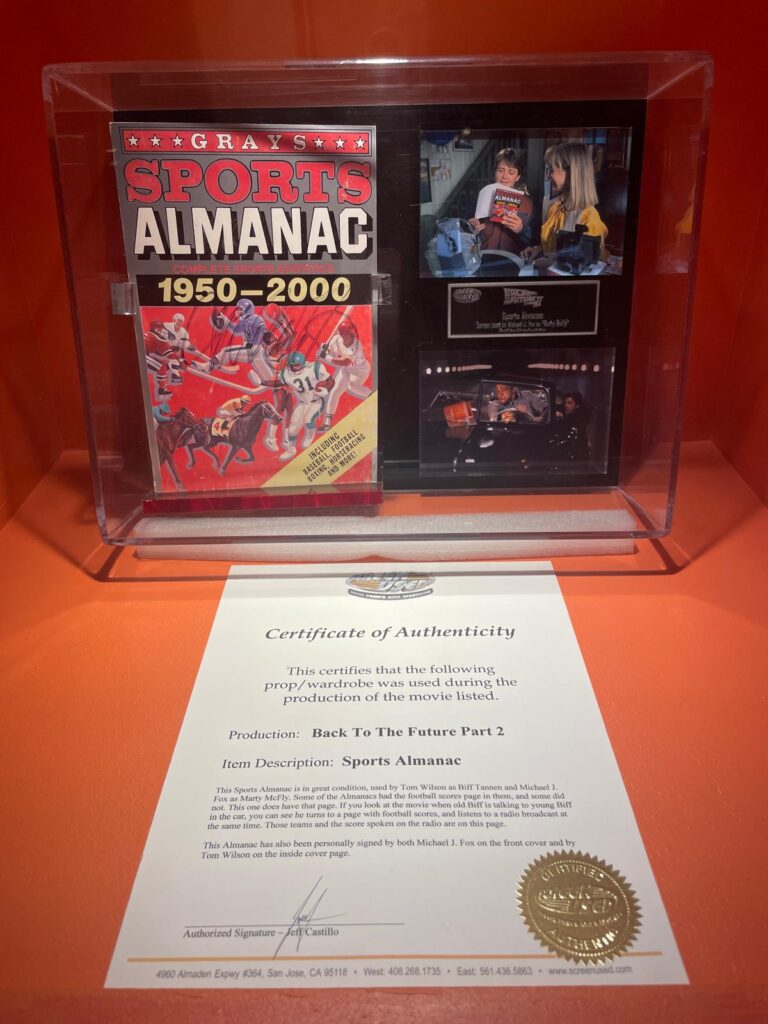 GRAYS
SPORTS
ALMANAC
COMPLETE SPORTS STATISTICS
1950-2000
31
INCLUDING
BASEBALL, FOOTBALL
BOXING, HORSERACING
AND MORE!
Sports Almanac
SCREEN
USED
Certificate of Authenticity
This certifies that the following
prop/wardrobe was used during the
production of the movie listed.
Production: Back To The Future Part 2
Item Description: Sports Almanac
This Sports Almanac is in great condition, used by Tom Wilson as Biff Tannen and Michael J.
Fox as Marty McFly. Some of the Almanacs had the football scores page in them, and some did
not. This one does have that page. If you look at the movie when old Biff is talking to young Biff
in the car, you can see he turns to a page with football scores, and listens to a radio broadcast at
the same time. Those teams and the score spoken on the radio are on this page.
This Almanac has also been personally signed by both Michael J. Fox on the front cover and by
Tom Wilson on the inside cover page.
Authorized Signature – Jeff Castillo
CERTIFIED
SCREEN
USED
AUTHENTIC
4960 Almaden Expwy #364, San Jose, CA 95118 • West: 408.268.1735 • East: 561.436.5863 • www.screenused.com